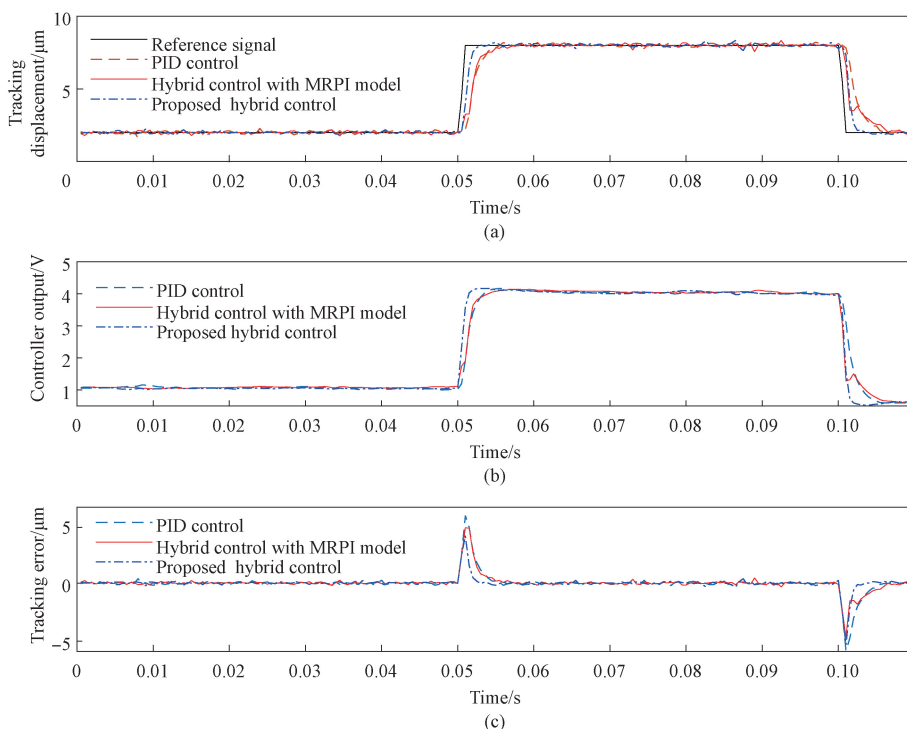 10
5
Tracking
displacement/μm
Reference signal
PID control
Hybrid control with MRPI model
Proposed hybrid control
0 0.01 0.02 0.03 0.04 0.05 0.06 0.07 0.08 0.09 0.10
Time/s
(a)
5
4
3
2
1
Controller output/V
PID control
Hybrid control with MRPI model
Proposed hybrid control
0 0.01 0.02 0.03 0.04 0.05 0.06 0.07 0.08 0.09 0.10
Time/s
(b)
5
0
−5
Tracking error/μm
PID control
Hybrid control with MRPI model
Proposed hybrid control
0 0.01 0.02 0.03 0.04 0.05 0.06 0.07 0.08 0.09 0.10
Time/s
(c)